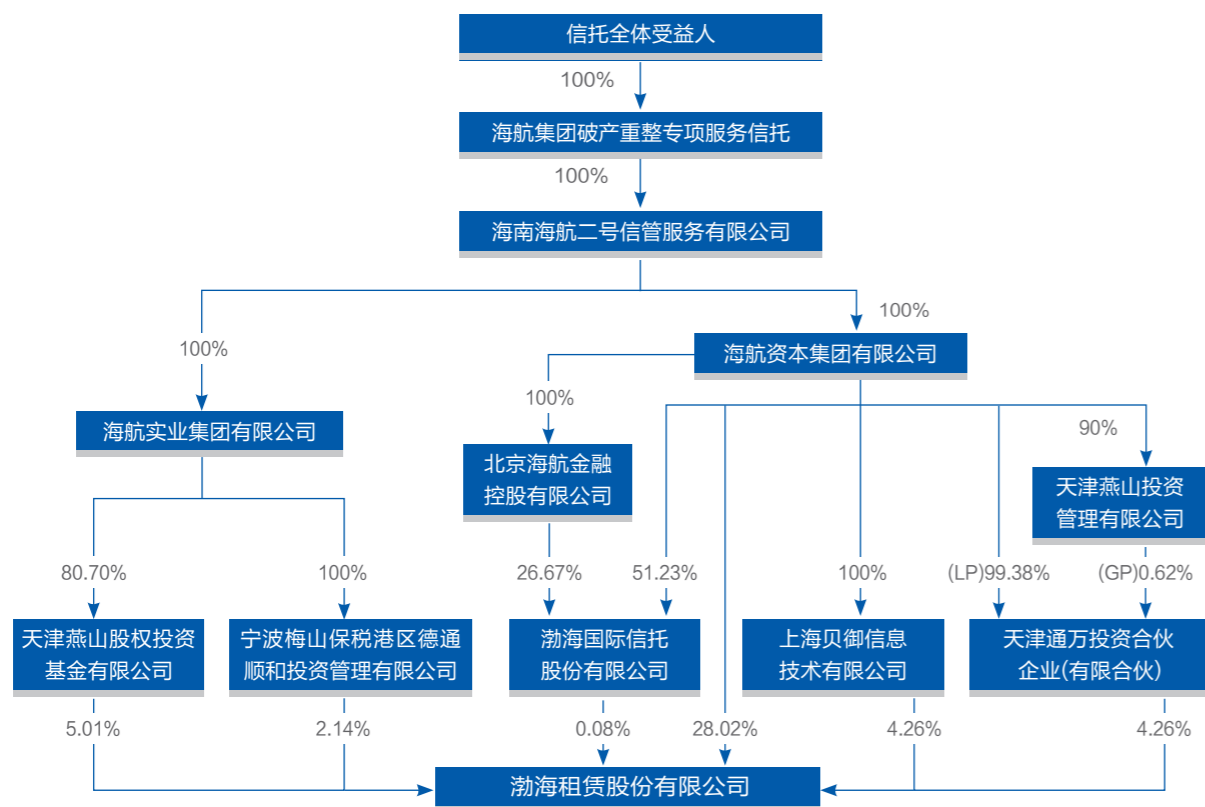 信托全体受益人
100%
海航集团破产重整专项服务信托
100%
海南海航二号信管服务有限公司
100%
100%
海航资本集团有限公司
海航实业集团有限公司
100%
90%
北京海航金融
控股有限公司
天津燕山投资
管理有限公司
80.70%
100%
26.67%
51.23%
100%
(LP)99.38%
(GP)0.62%
天津燕山股权投资
基金有限公司
宁波梅山保税港区德通
顺和投资管理有限公司
渤海国际信托
股份有限公司
上海贝御信息
技术有限公司
天津通万投资合伙
企业(有限合伙)
5.01%
2.14%
0.08%
28.02%
4.26%
4.26%
渤海租赁股份有限公司